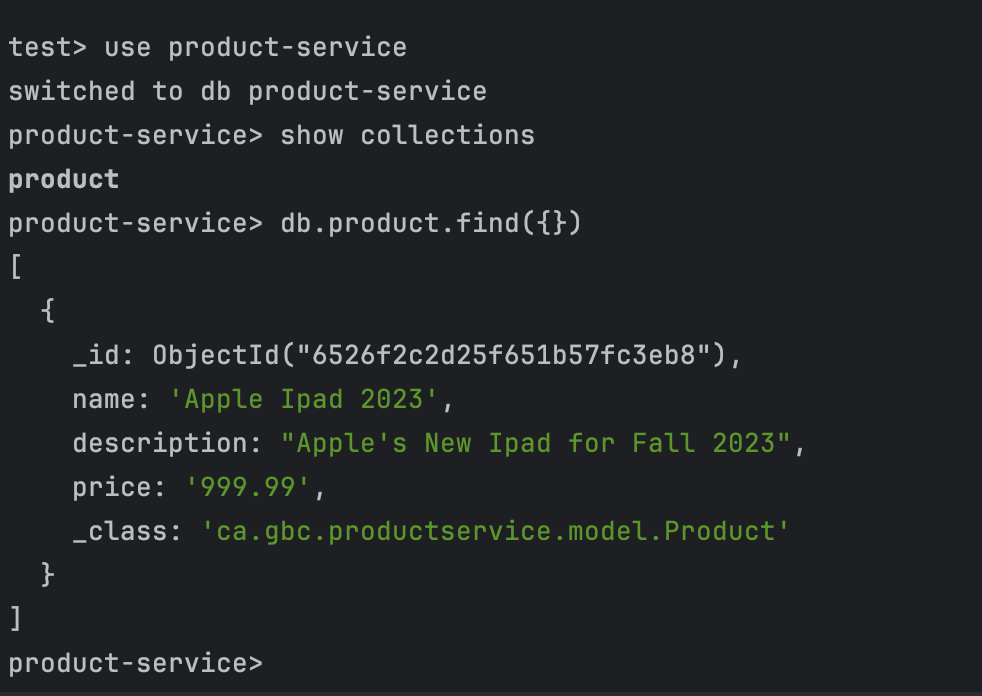 test> use product-service
switched to db product-service
product-service> show collections
product
product-service> db.product.find({})
[
  {
    _id: ObjectId("6526f2c2d25f651b57fc3eb8"),
    name: 'Apple Ipad 2023',
    description: "Apple's New Ipad for Fall 2023",
    price: '999.99',
    _class: 'ca.gbc.productservice.model.Product'
  }
]
product-service>